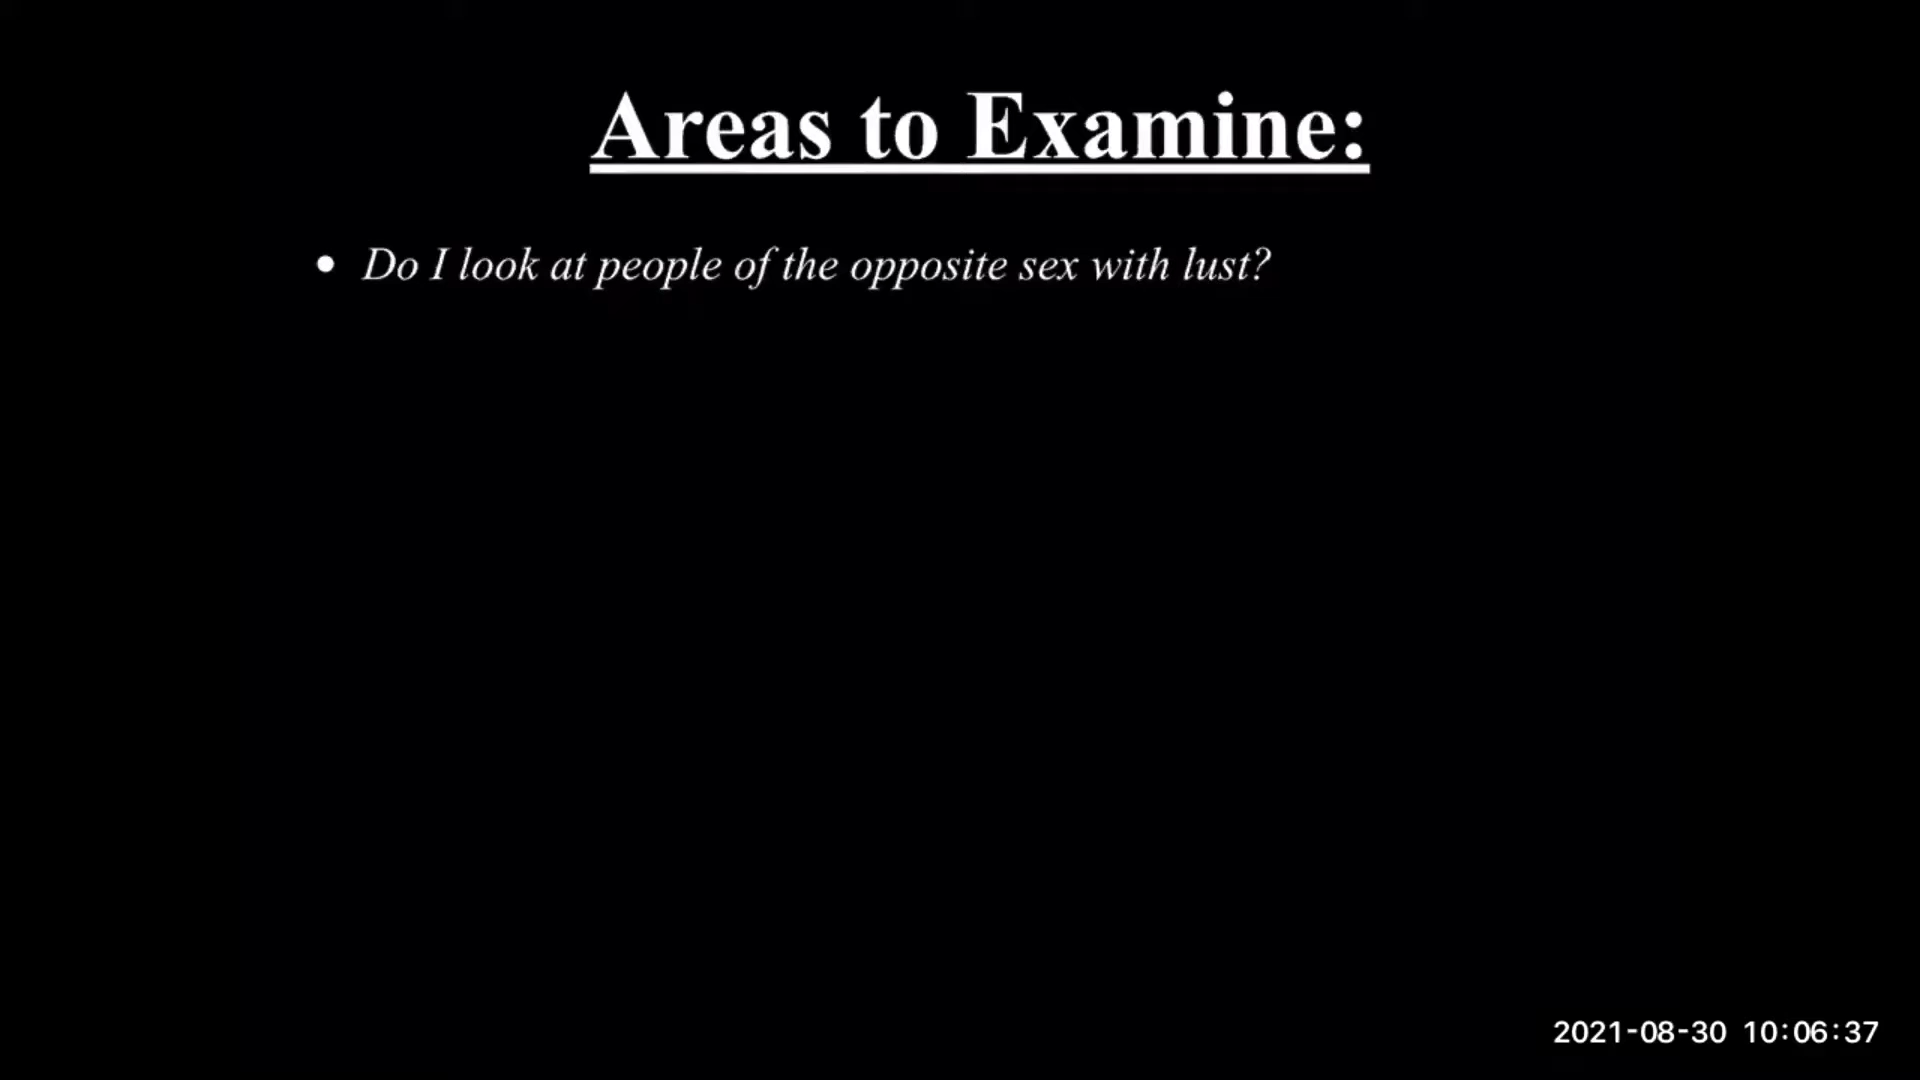 Areas to Examine:
• Do I look at people of the opposite sex with lust?
2021-08-30 10:06:37